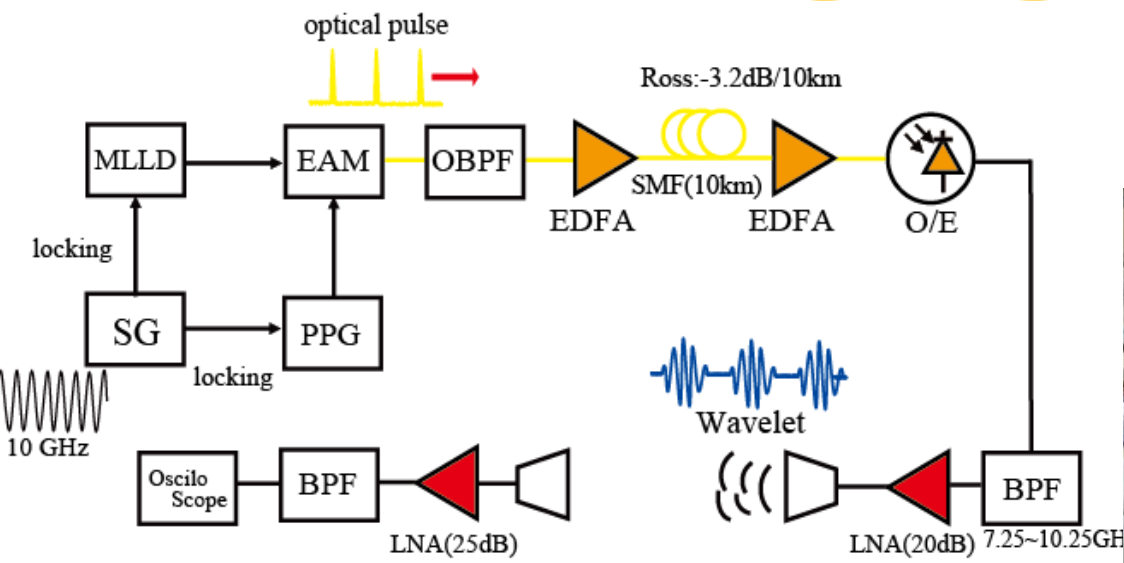 optical pulse
Ross:-3.2dB/10km
MLLD
EAM
OBPF
SMF(10km)
EDFA
EDFA
O/E
locking
SG
PPG
locking
10 GHz
Wavelet
Oscilo
Scope
BPF
LNA(25dB)
LNA(20dB)
BPF
7.25~10.25GH